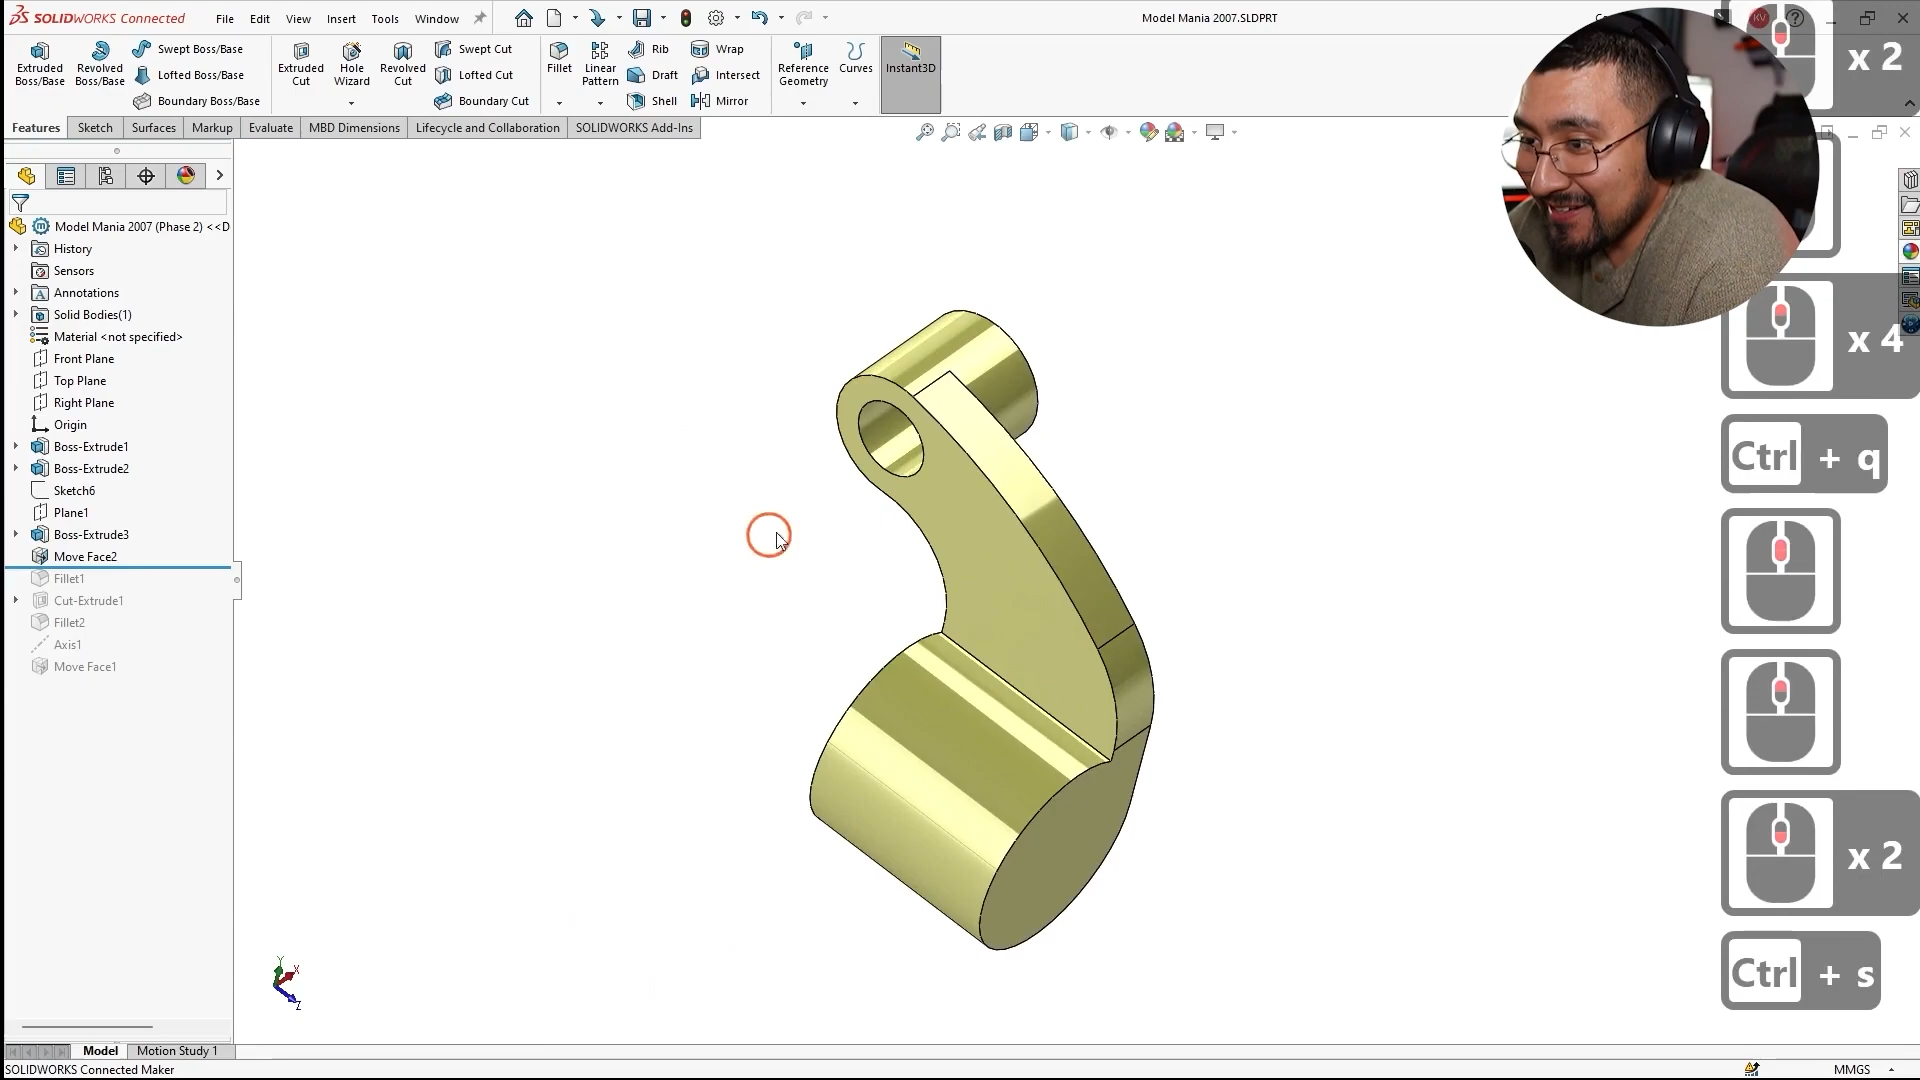 SOLIDWORKS Connected
File Edit View Insert Tools Window
Model Mania 2007.SLDPRT
x 2
Extruded Boss/Base
Revolved Boss/Base
Swept Boss/Base
Lofted Boss/Base
Boundary Boss/Base
Extruded Cut
Hole Wizard
Revolved Cut
Swept Cut
Lofted Cut
Boundary Cut
Fillet
Linear Pattern
Rib
Draft
Shell
Wrap
Intersect
Mirror
Reference Geometry
Curves
Instant3D
Features Sketch Surfaces Markup Evaluate MBD Dimensions Lifecycle and Collaboration SOLIDWORKS Add-Ins
Model Mania 2007 (Phase 2) <<D
History
Sensors
Annotations
Solid Bodies(1)
Material <not specified>
Front Plane
Top Plane
Right Plane
Origin
Boss-Extrude1
Boss-Extrude2
Sketch6
Plane1
Boss-Extrude3
Move Face2
Fillet1
Cut-Extrude1
Fillet2
Axis1
Move Face1
x 4
Ctrl + q
x 2
Ctrl + s
Y
X
Z
Model Motion Study 1
SOLIDWORKS Connected Maker
MMGS